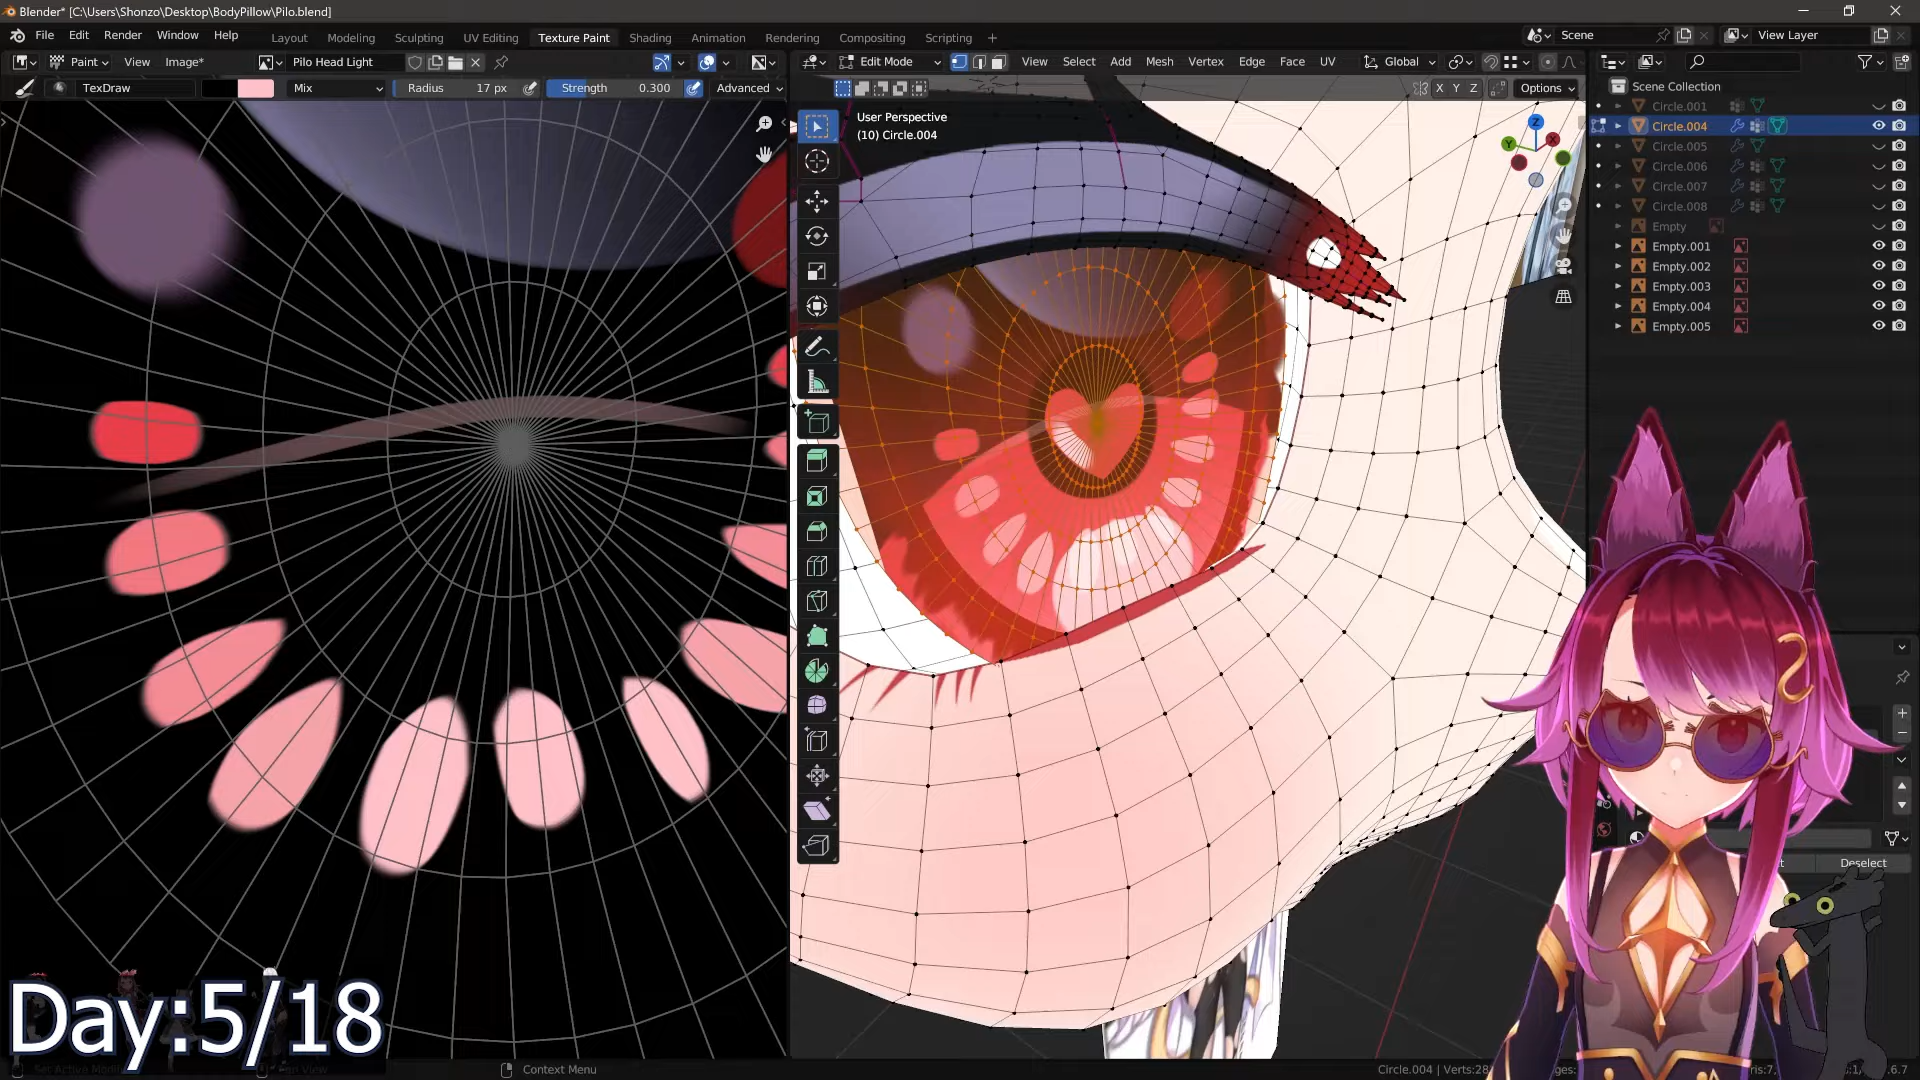 Blender* [C:\Users\Shonzo\Desktop\BodyPillow\Pilo.blend]
File Edit Render Window Help Layout Modeling Sculpting UV Editing Texture Paint Shading Animation Rendering Compositing Scripting + Scene View Layer
Paint View Image* Pilo Head Light Edit Mode View Select Add Mesh Vertex Edge Face UV Global
TexDraw Mix Radius 17 px Strength 0.300 Advanced X Y Z Options
Scene Collection
Circle.001
Circle.004
Circle.005
Circle.006
Circle.007
Circle.008
Empty
Empty.001
Empty.002
Empty.003
Empty.004
Empty.005
User Perspective
(10) Circle.004
Z
X
Y
Deselect
Day:5/18
Context Menu
Circle.004 | Verts:28